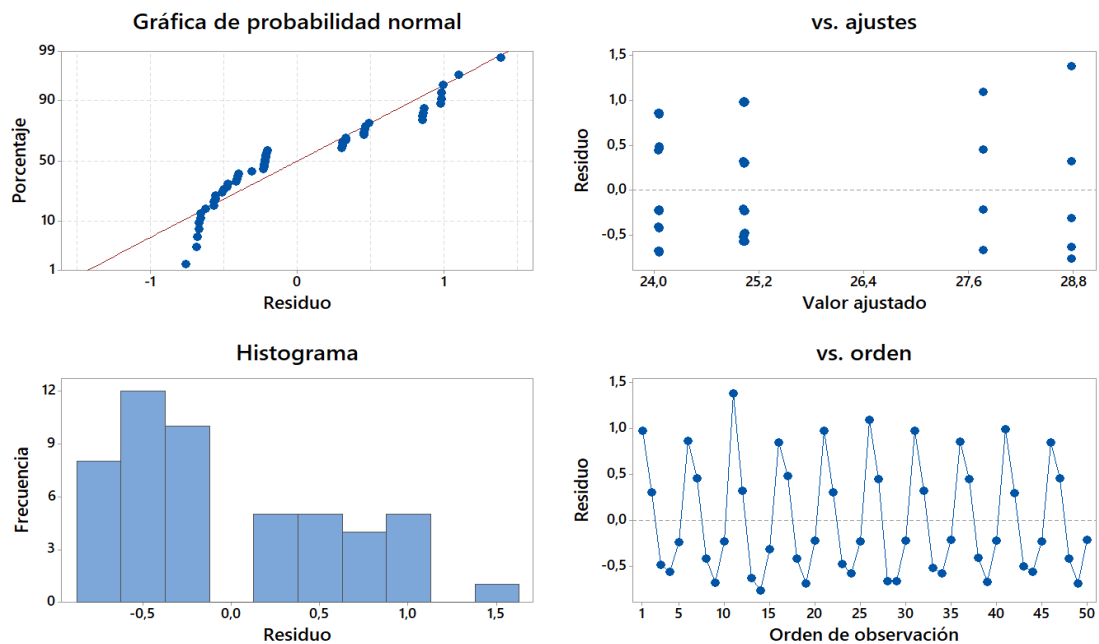 Gráfica de probabilidad normal
99
90
50
10
1
Porcentaje
-1 0 1
Residuo
vs. ajustes
1,5
1,0
0,5
0,0
-0,5
Residuo
24,0 25,2 26,4 27,6 28,8
Valor ajustado
Histograma
12
9
6
3
0
Frecuencia
-0,5 0,0 0,5 1,0 1,5
Residuo
vs. orden
1,5
1,0
0,5
0,0
-0,5
Residuo
1 5 10 15 20 25 30 35 40 45 50
Orden de observación